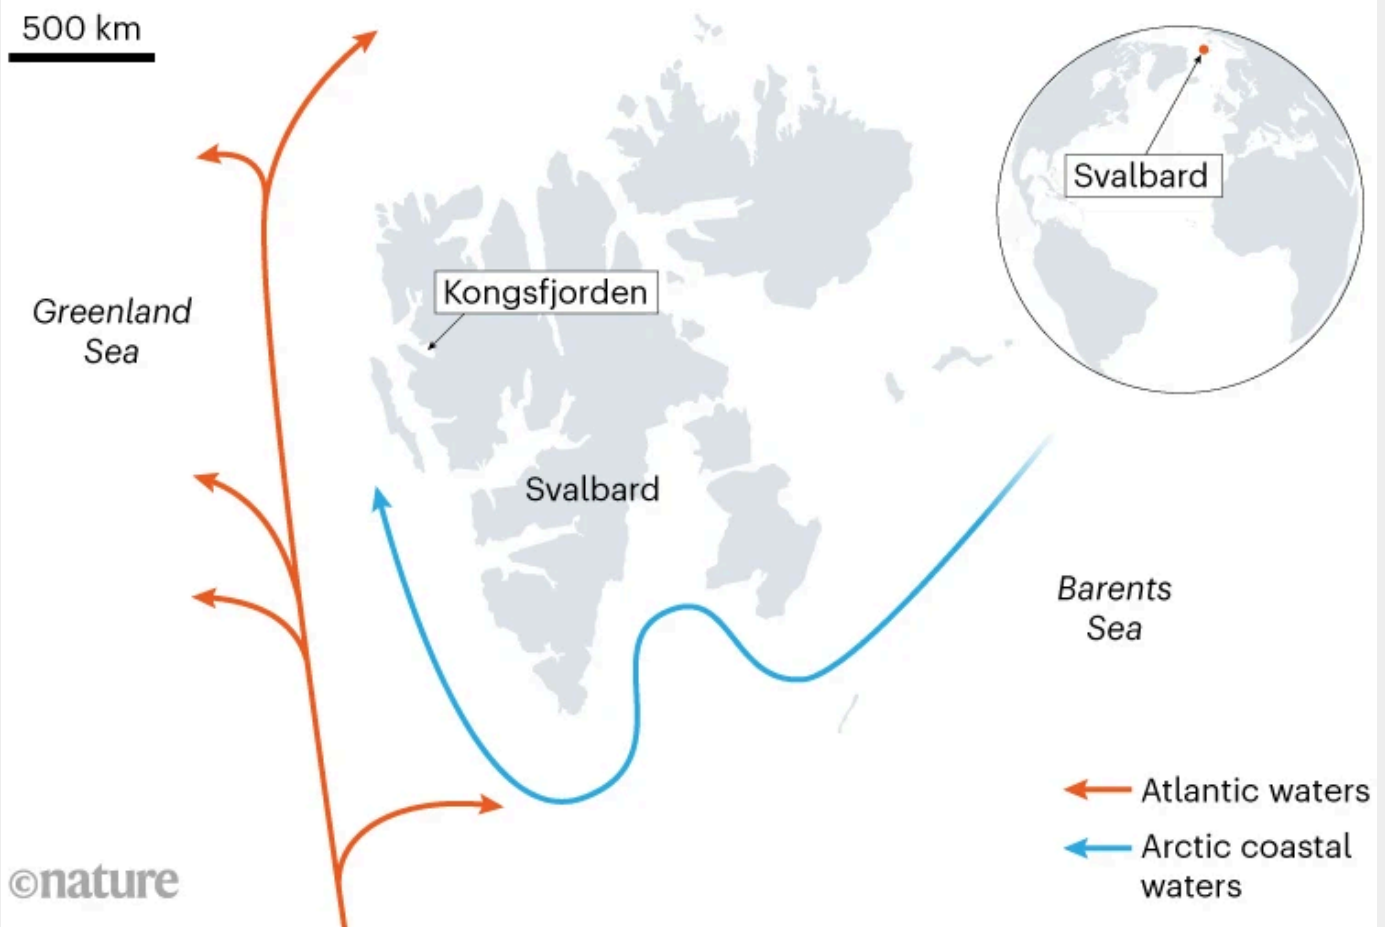 500 km
Svalbard
Kongsfjorden
Greenland
Sea
Svalbard
Barents
Sea
Atlantic waters
Arctic coastal
waters
©nature